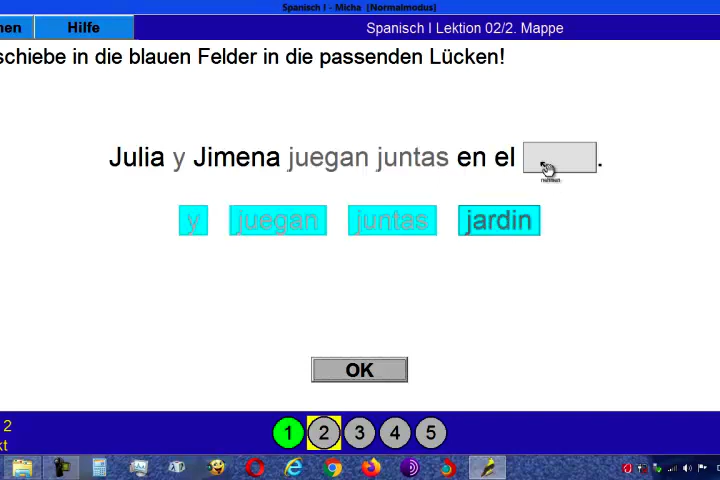 Spanisch I - Micha [Normalmodus]
nen Hilfe Spanisch I Lektion 02/2. Mappe
schiebe in die blauen Felder in die passenden Lücken!
Julia y Jimena juegan juntas en el .
y juegan juntas jardin
OK
2
kt
1 2 3 4 5